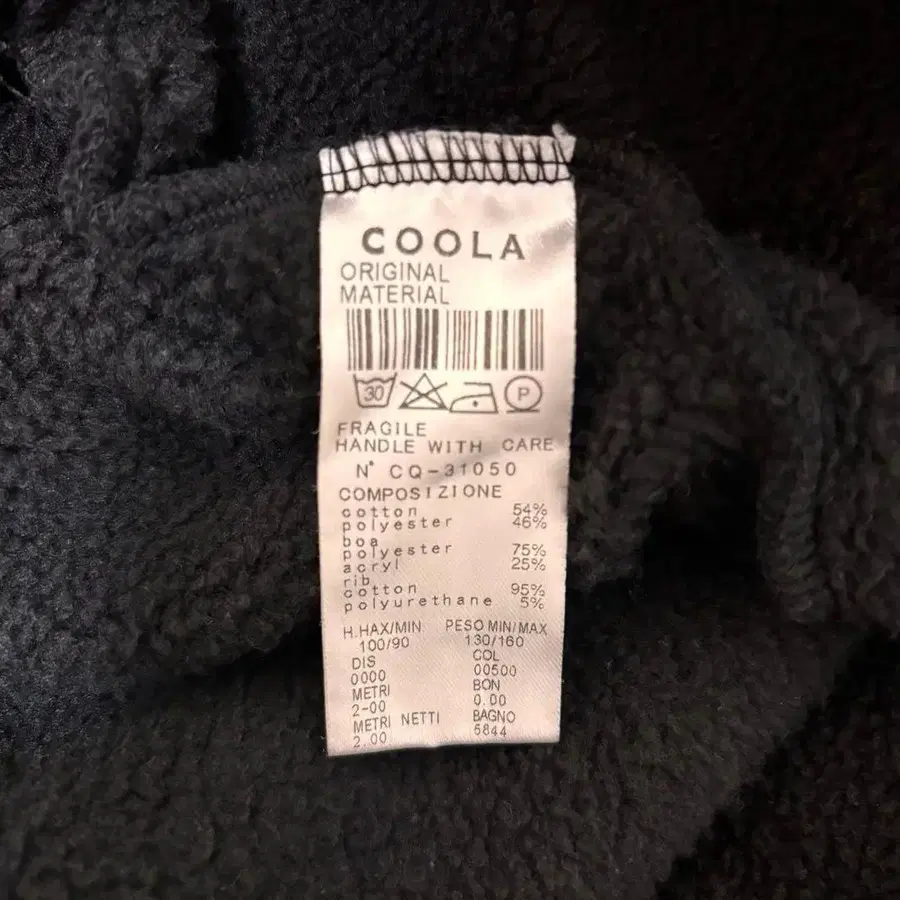 COOLA
ORIGINAL
MATERIAL
30 P
FRAGILE
HANDLE WITH CARE
N° CQ-31050
COMPOSIZIONE
cotton 54%
polyester 46%
boa
polyester 75%
acryl 25%
rib
cotton 95%
polyurethane 5%
H.HAX/MIN PESO MIN/MAX
100/90 130/160
DIS COL
0000 00500
METRI BON
2-00 0.00
METRI NETTI BAGNO
2.00 5844